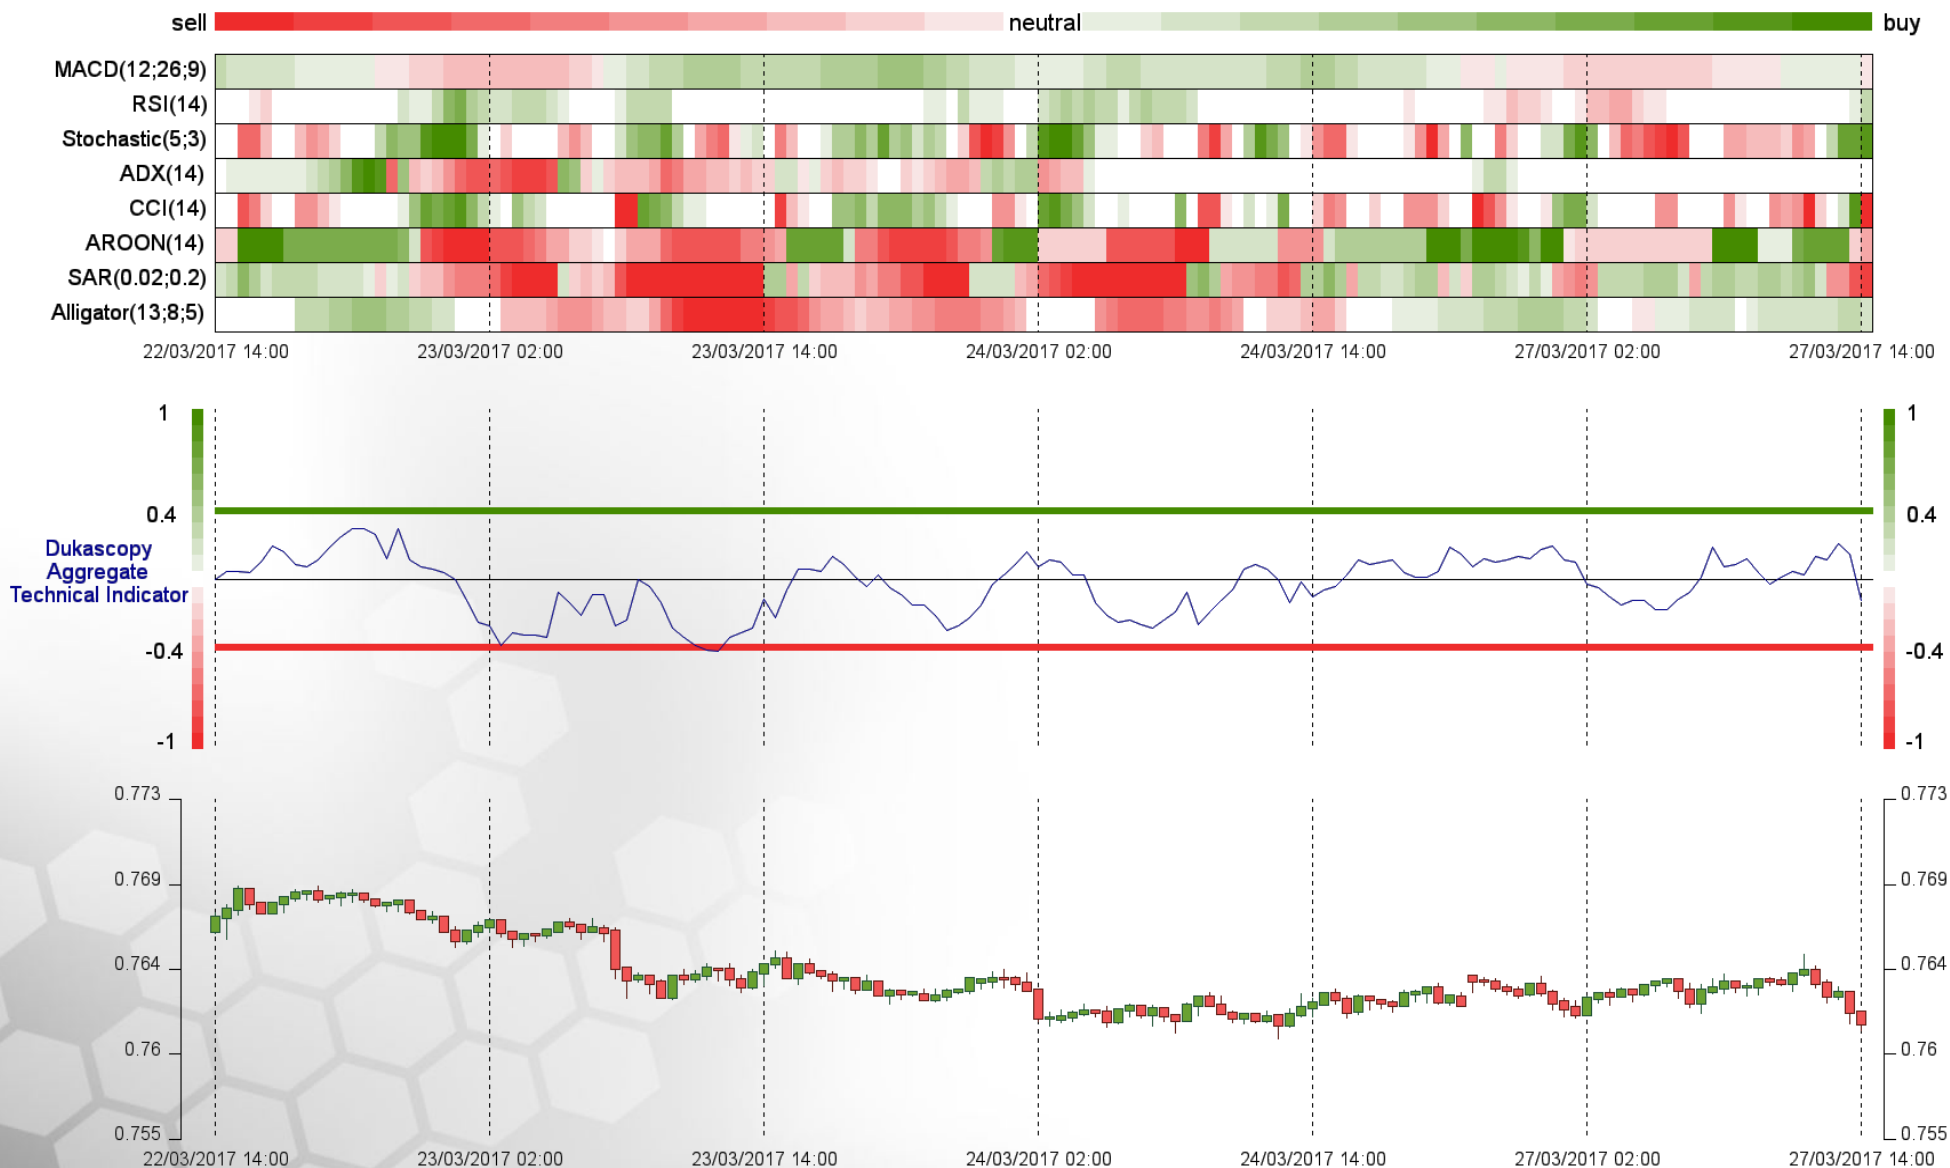 sell neutral buy
MACD(12;26;9)
RSI(14)
Stochastic(5;3)
ADX(14)
CCI(14)
AROON(14)
SAR(0.02;0.2)
Alligator(13;8;5)
22/03/2017 14:00 23/03/2017 02:00 23/03/2017 14:00 24/03/2017 02:00 24/03/2017 14:00 27/03/2017 02:00 27/03/2017 14:00
1 1
0.4 0.4
Dukascopy
Aggregate
Technical Indicator
-0.4 -0.4
-1 -1
0.773 0.773
0.769 0.769
0.764 0.764
0.76 0.76
0.755 0.755
22/03/2017 14:00 23/03/2017 02:00 23/03/2017 14:00 24/03/2017 02:00 24/03/2017 14:00 27/03/2017 02:00 27/03/2017 14:00